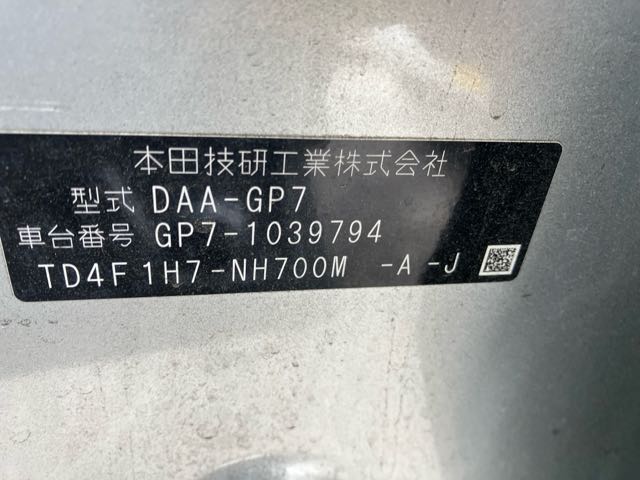 本田技研工業株式会社
型式 DAA-GP7
車台番号 GP7-1039794
TD4F1H7-NH700M -A-J